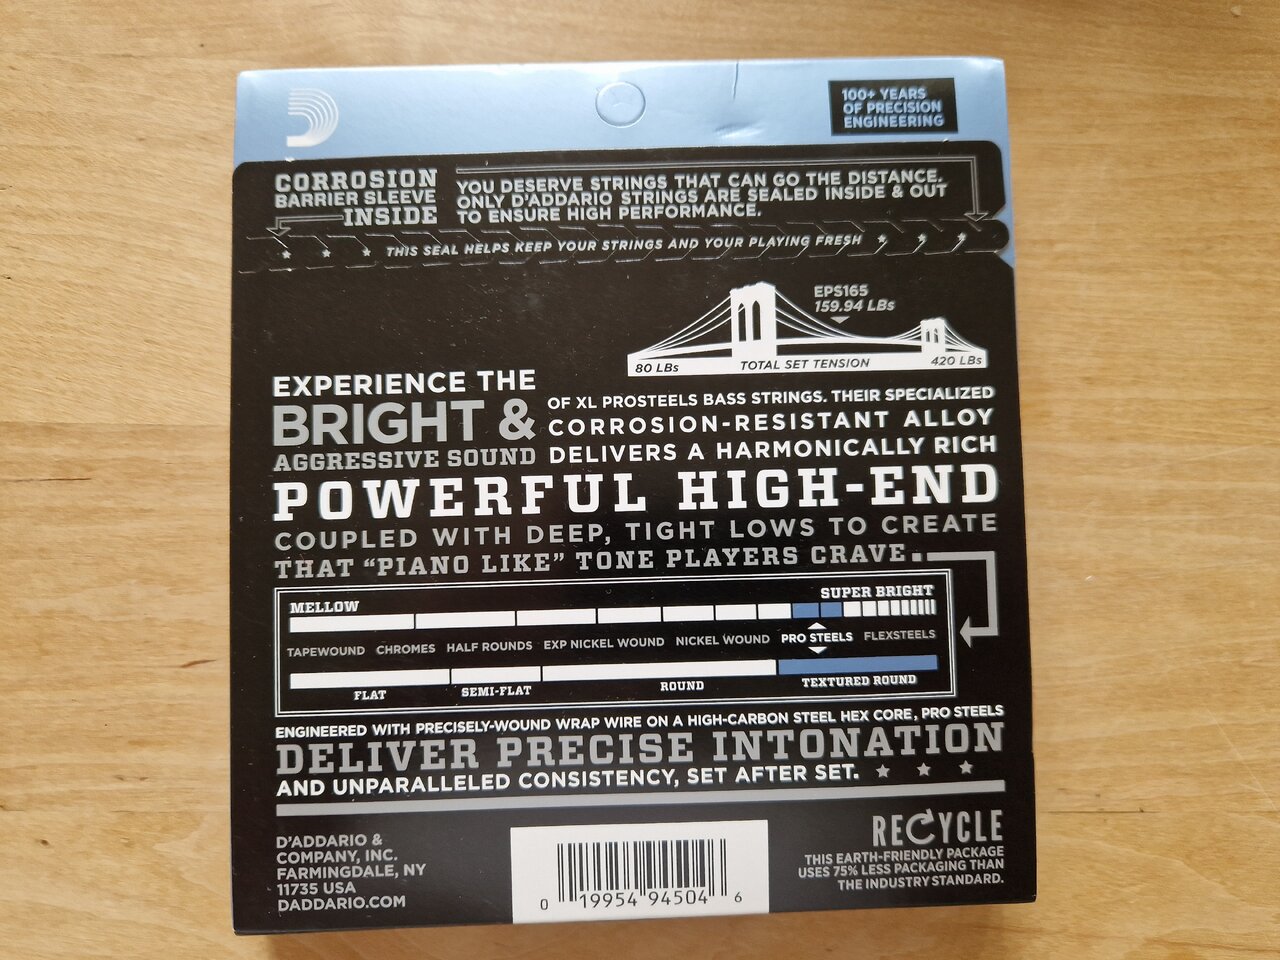 100+ YEARS
OF PRECISION
ENGINEERING
CORROSION
BARRIER SLEEVE
INSIDE
YOU DESERVE STRINGS THAT CAN GO THE DISTANCE.
ONLY D'ADDARIO STRINGS ARE SEALED INSIDE & OUT
TO ENSURE HIGH PERFORMANCE.
THIS SEAL HELPS KEEP YOUR STRINGS AND YOUR PLAYING FRESH
EPS165
159.94 LBs
80 LBs TOTAL SET TENSION 420 LBs
EXPERIENCE THE
BRIGHT &
AGGRESSIVE SOUND
OF XL PROSTEELS BASS STRINGS. THEIR SPECIALIZED
CORROSION-RESISTANT ALLOY
DELIVERS A HARMONICALLY RICH
POWERFUL HIGH-END
COUPLED WITH DEEP, TIGHT LOWS TO CREATE
THAT “PIANO LIKE” TONE PLAYERS CRAVE.
MELLOW SUPER BRIGHT
TAPEWOUND CHROMES HALF ROUNDS EXP NICKEL WOUND NICKEL WOUND PRO STEELS FLEXSTEELS
FLAT SEMI-FLAT ROUND TEXTURED ROUND
ENGINEERED WITH PRECISELY-WOUND WRAP WIRE ON A HIGH-CARBON STEEL HEX CORE, PRO STEELS
DELIVER PRECISE INTONATION
AND UNPARALLELED CONSISTENCY, SET AFTER SET.
D'ADDARIO &
COMPANY, INC.
FARMINGDALE, NY
11735 USA
DADDARIO.COM
0 19954 94504 6
RECYCLE
THIS EARTH-FRIENDLY PACKAGE
USES 75% LESS PACKAGING THAN
THE INDUSTRY STANDARD.